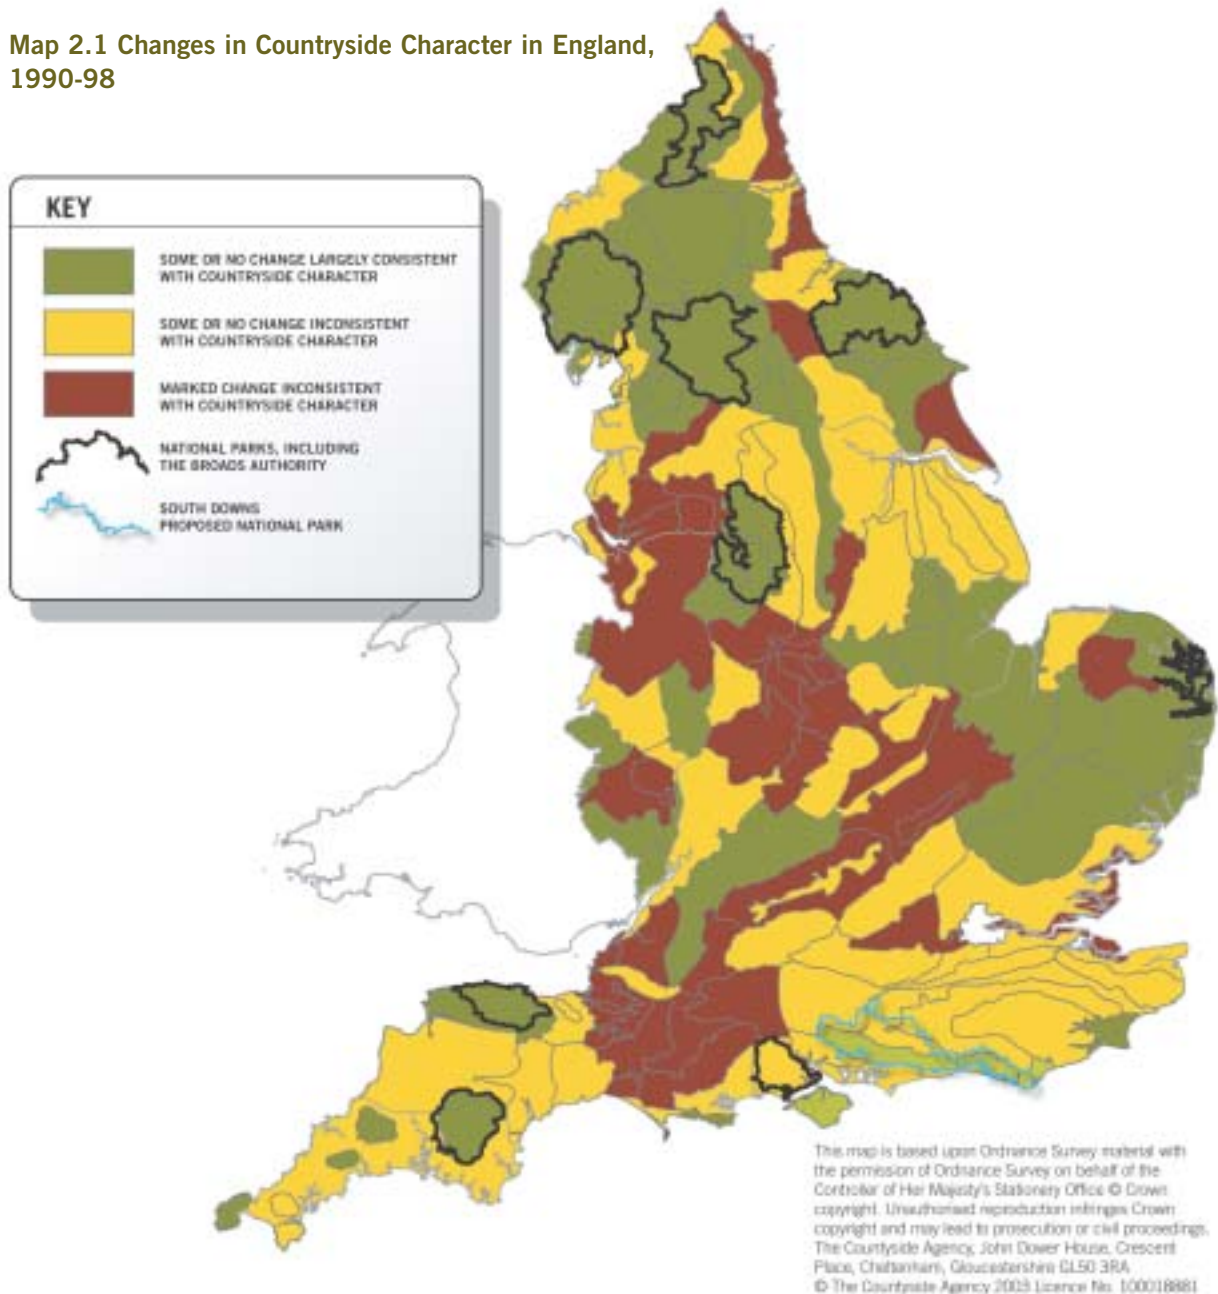 Map 2.1 Changes in Countryside Character in England,
1990-98
KEY
SOME OR NO CHANGE LARGELY CONSISTENT
WITH COUNTRYSIDE CHARACTER
SOME OR NO CHANGE INCONSISTENT
WITH COUNTRYSIDE CHARACTER
MARKED CHANGE INCONSISTENT
WITH COUNTRYSIDE CHARACTER
NATIONAL PARKS, INCLUDING
THE BROADS AUTHORITY
SOUTH DOWNS
PROPOSED NATIONAL PARK
This map is based upon Ordnance Survey material with
the permission of Ordnance Survey on behalf of the
Controller of Her Majesty's Stationery Office © Crown
copyright. Unauthorised reproduction infringes Crown
copyright and may lead to prosecution or civil proceedings.
The Countyside Agency, John Dower House, Crescent
Place, Cheltenham, Gloucestershire GL50 3RA
© The Countyside Agency 2003 Licence No. 100018881